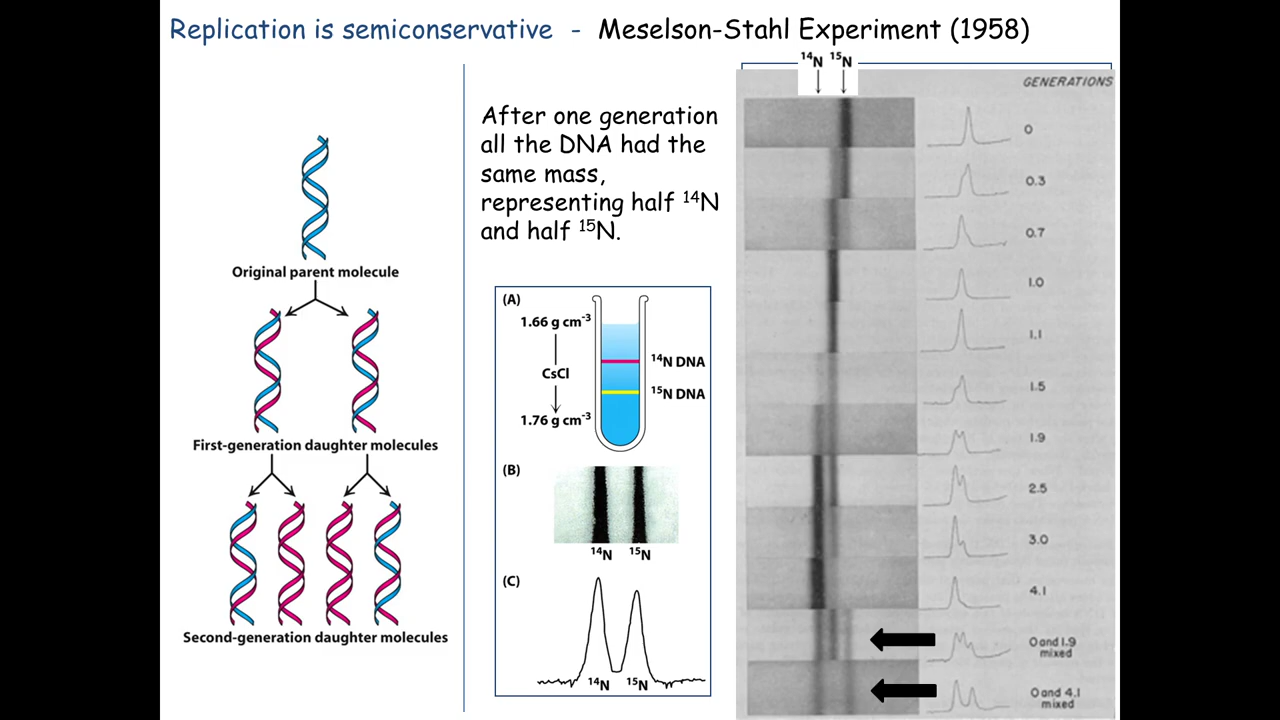 Replication is semiconservative - Meselson-Stahl Experiment (1958)
Original parent molecule
First-generation daughter molecules
Second-generation daughter molecules
After one generation
all the DNA had the
same mass,
representing half ¹⁴N
and half ¹⁵N.
(A)
1.66 g cm⁻³
CsCl
1.76 g cm⁻³
¹⁴N DNA
¹⁵N DNA
(B)
¹⁴N ¹⁵N
(C)
¹⁴N ¹⁵N
¹⁴N ¹⁵N
GENERATIONS
0
0.3
0.7
1.0
1.1
1.5
1.9
2.5
3.0
4.1
0 and 1.9
mixed
0 and 4.1
mixed